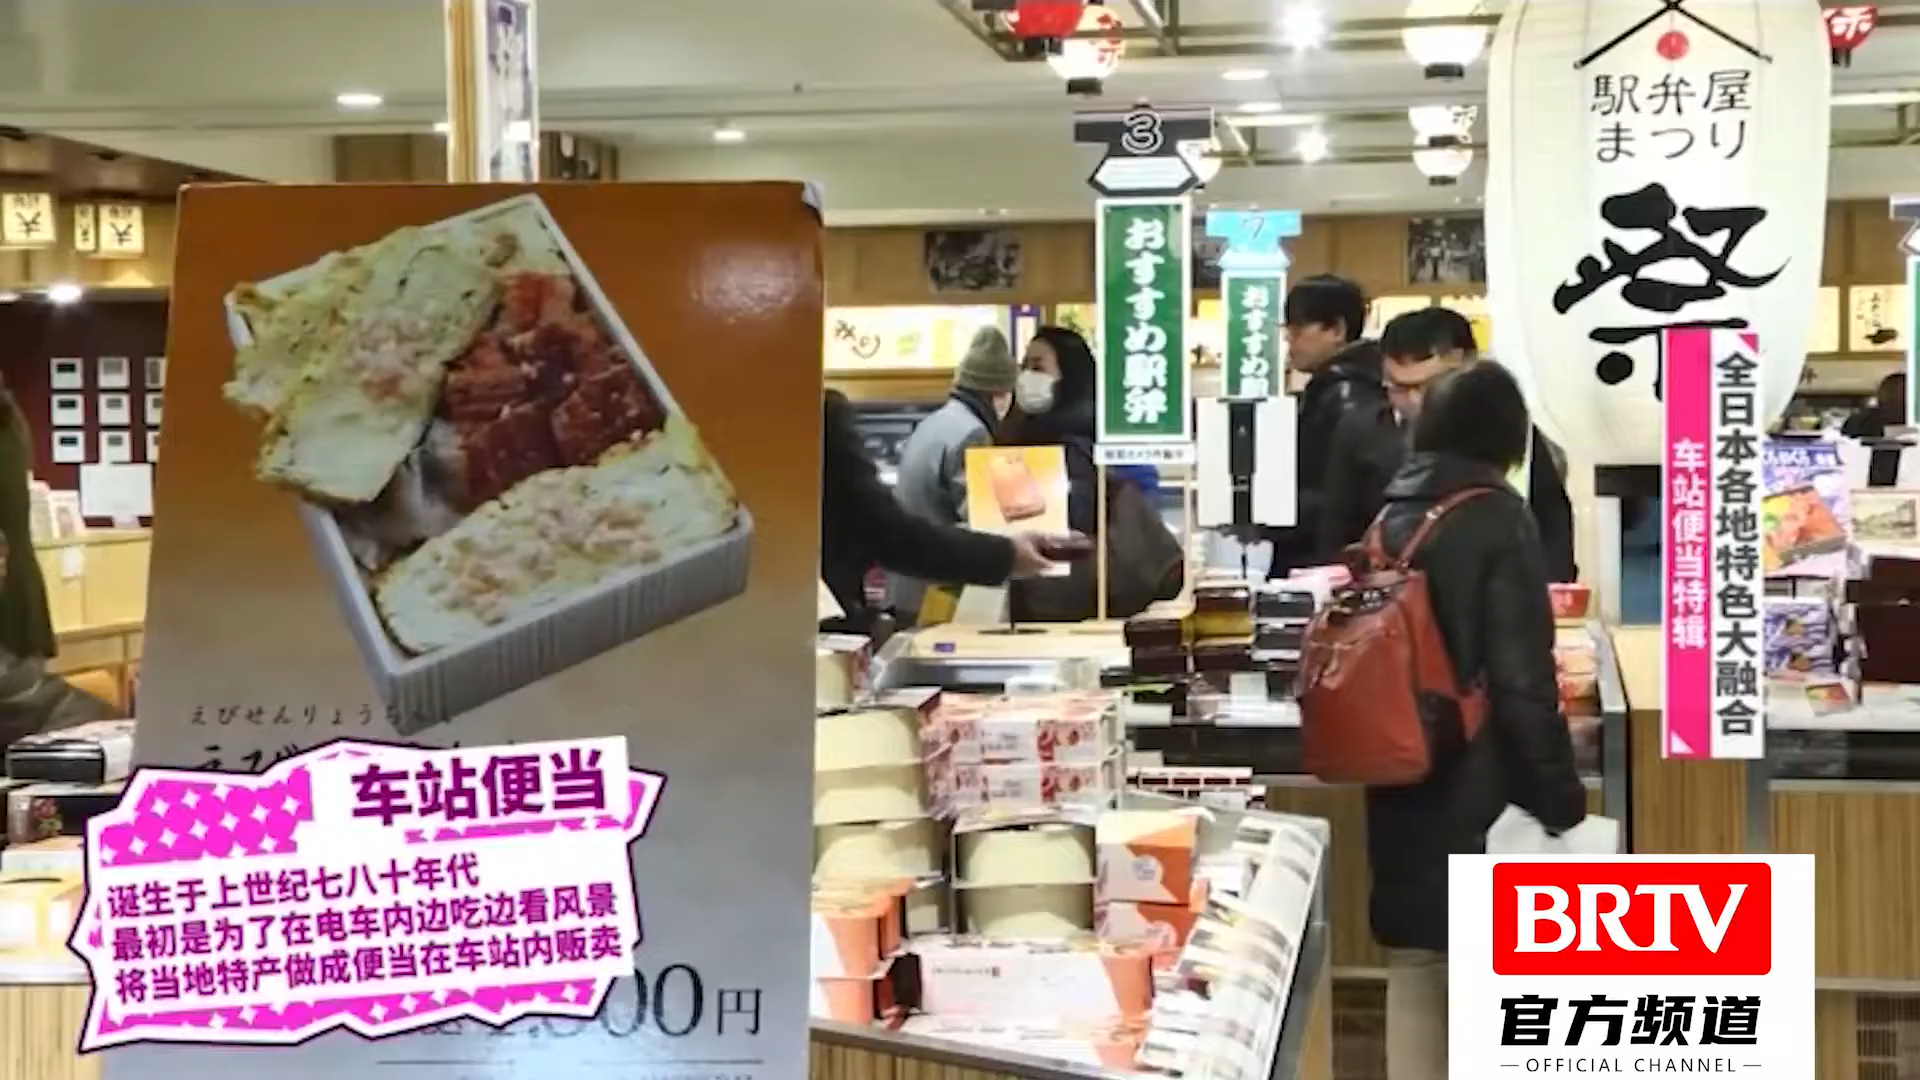 駅弁屋
まつり
祭
3
おすすめ駅弁
7
おすすめ駅
全日本各地特色大融合
车站便当特辑
えびせんりょうち
车站便当
诞生于上世纪七八十年代
最初是为了在电车内边吃边看风景
将当地特产做成便当在车站内贩卖
00円
BRTV
官方频道
OFFICIAL CHANNEL